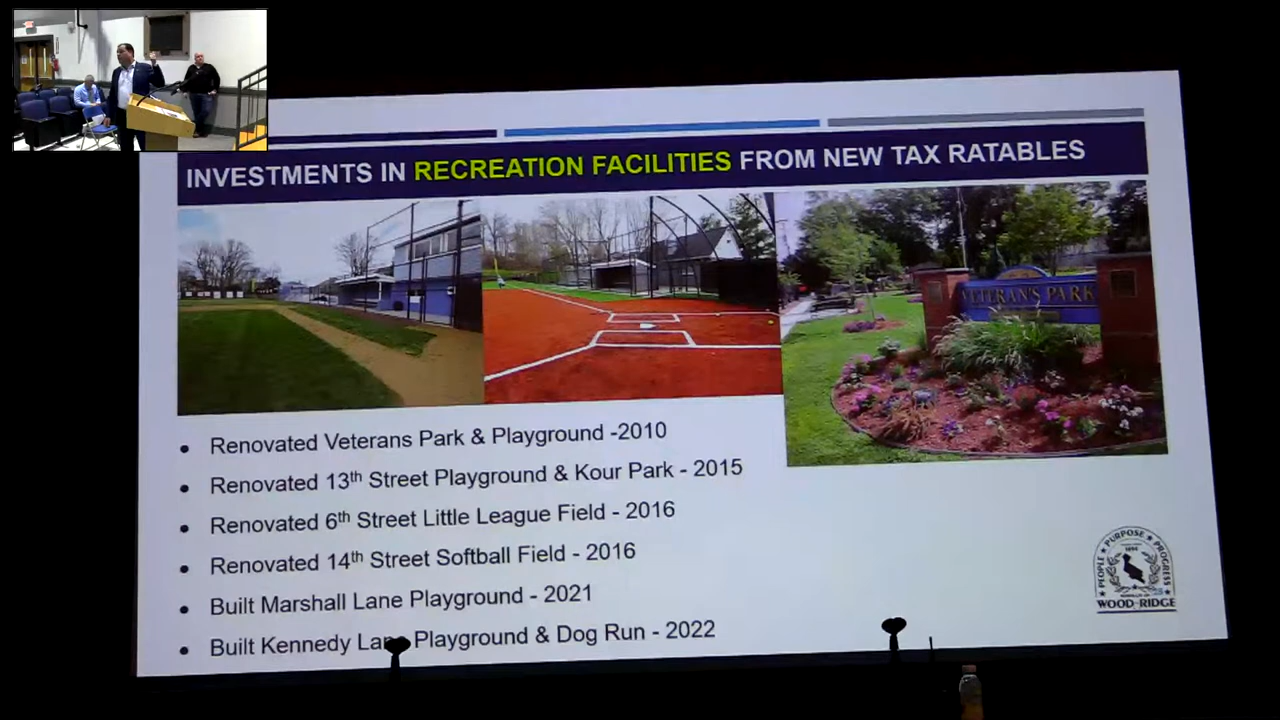 INVESTMENTS IN RECREATION FACILITIES FROM NEW TAX RATABLES
VETERAN'S PARK
• Renovated Veterans Park & Playground -2010
• Renovated 13th Street Playground & Kour Park - 2015
• Renovated 6th Street Little League Field - 2016
• Renovated 14th Street Softball Field - 2016
• Built Marshall Lane Playground - 2021
• Built Kennedy Playground & Dog Run - 2022
PEOPLE ★ PURPOSE ★ PROGRESS
WOOD-RIDGE